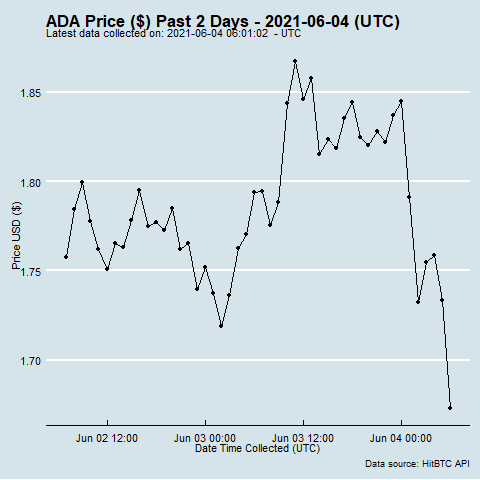 ADA Price ($) Past 2 Days - 2021-06-04 (UTC)
Latest data collected on: 2021-06-04 06:01:02  - UTC
1.85
1.80
1.75
1.70
Price USD ($)
Jun 02 12:00 Jun 03 00:00 Jun 03 12:00 Jun 04 00:00
Date Time Collected (UTC)
Data source: HitBTC API